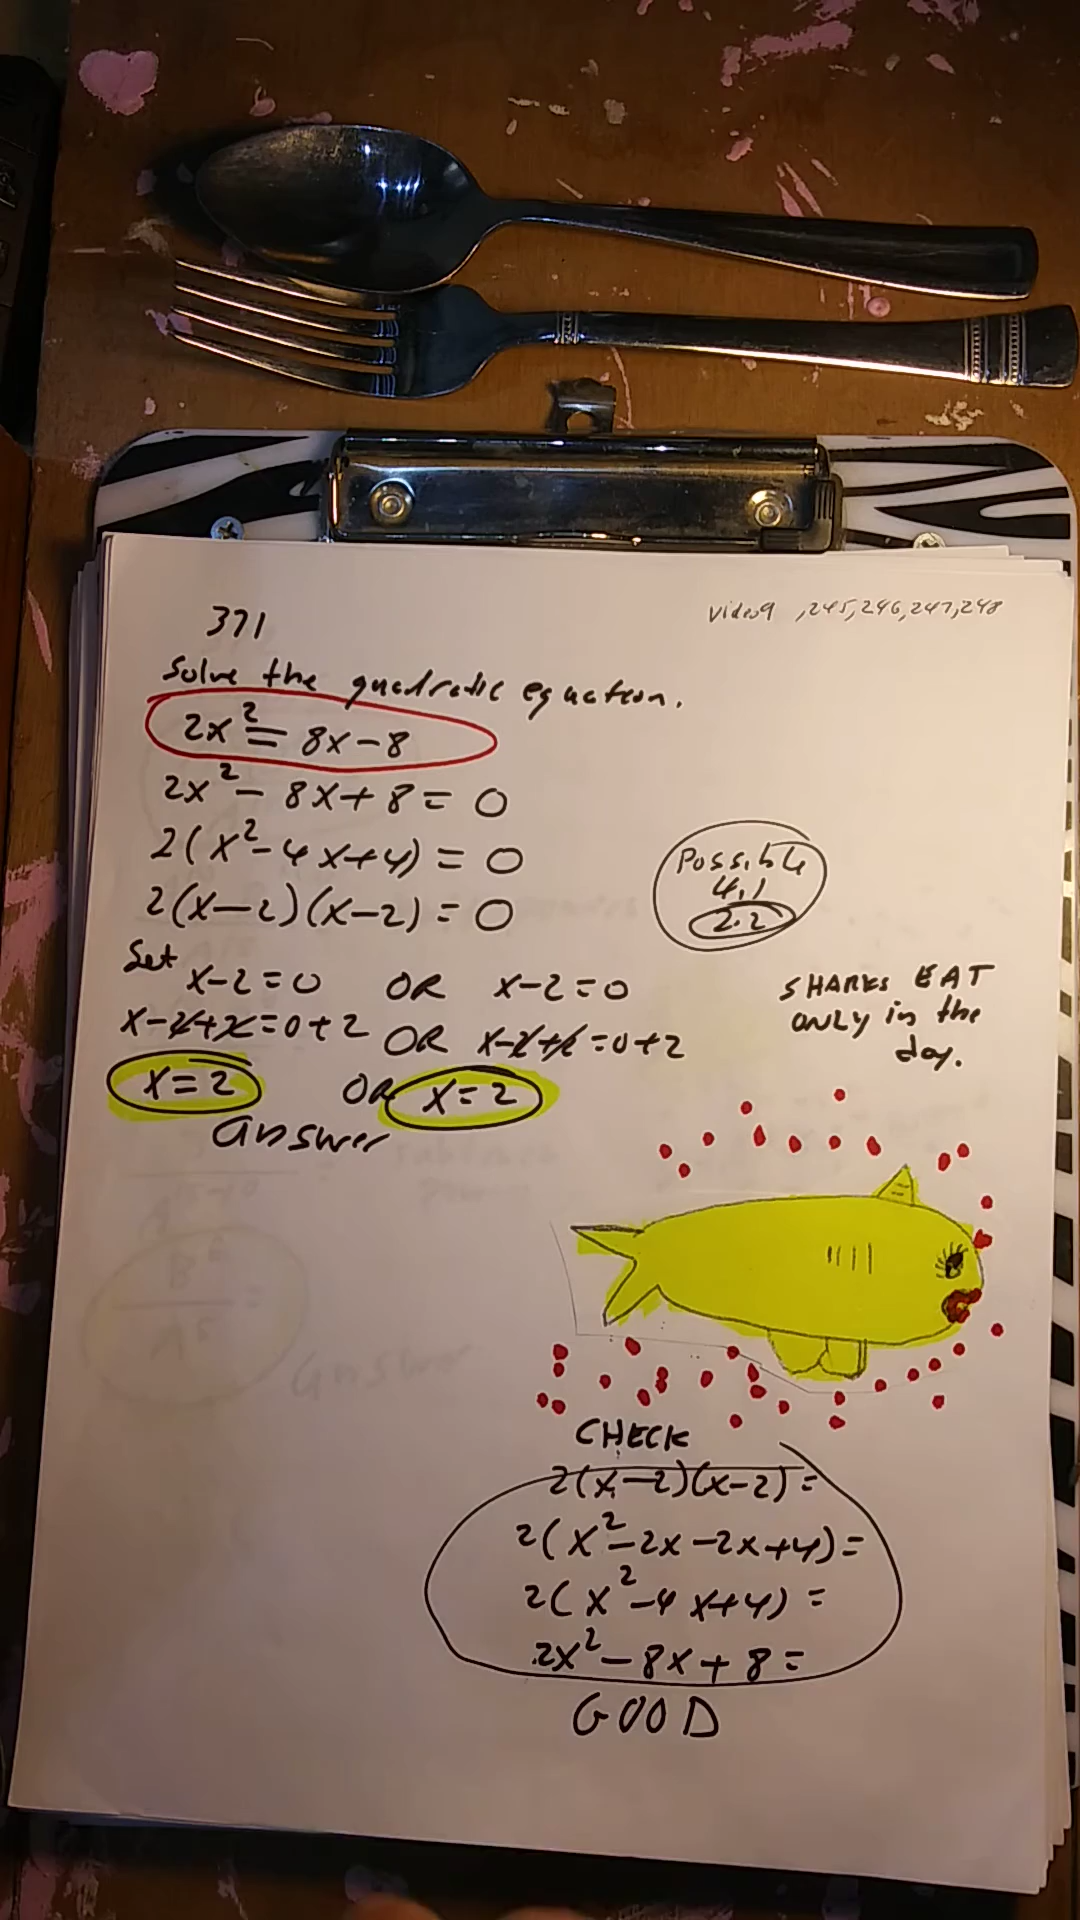 371
Video9 ,245,246,247,248
Solve the quadratic equation.
2x² = 8x-8
2x² - 8x+8 = 0
2(x²-4x+4) = 0
2(x-2)(x-2) = 0
Possible
4,1
2.2
Set
x-2=0 OR x-2=0
x-2+2=0+2 OR x-2+2=0+2
x=2 OR x=2
Answer
SHARKS EAT
ONLY in the
day.
CHECK
2(x-2)(x-2)=
2(x²-2x-2x+4)=
2(x²-4x+4)=
2x²-8x+8=
GOOD